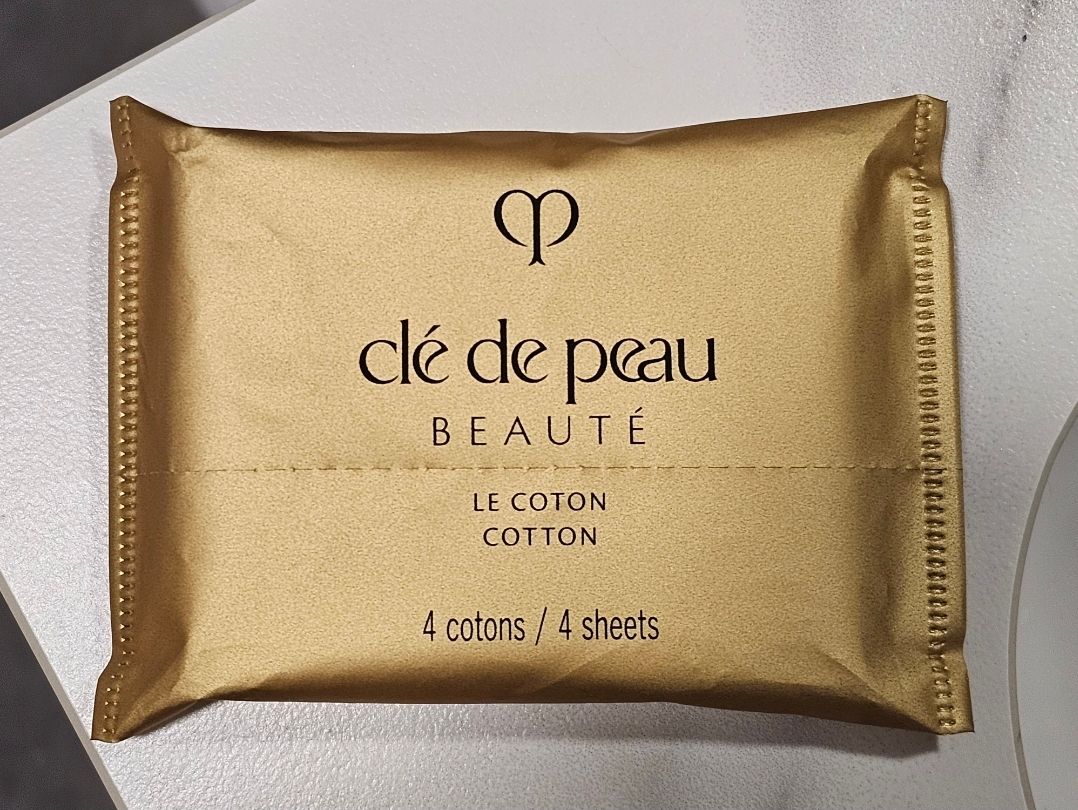 clé de peau
BEAUTÉ
LE COTON
COTTON
4 cotons / 4 sheets